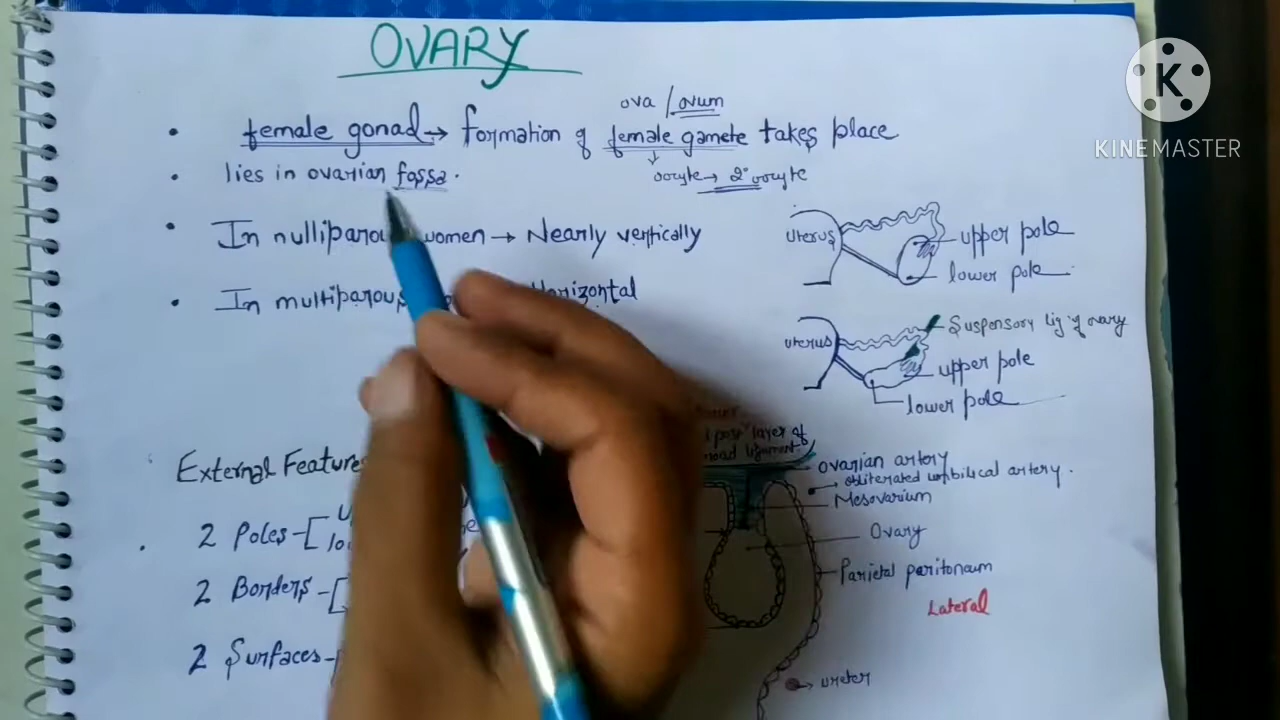 OVARY
ova / ovum
• female gonad → formation of female gamete takes place
oocyte → 2° oocyte
• lies in ovarian fossa.
• In nulliparous women → Nearly vertically
• In multiparous Horizontal
uterus
upper pole
lower pole
uterus
Suspensory lig of ovary
upper pole
lower pole
External Features
2 Poles -
2 Borders -
2 Surfaces -
post layer of
ligament
ovarian artery
obliterated umbilical artery.
Mesovarium
Ovary
Parietal peritonaum
Lateral
ureter
K
KINEMASTER